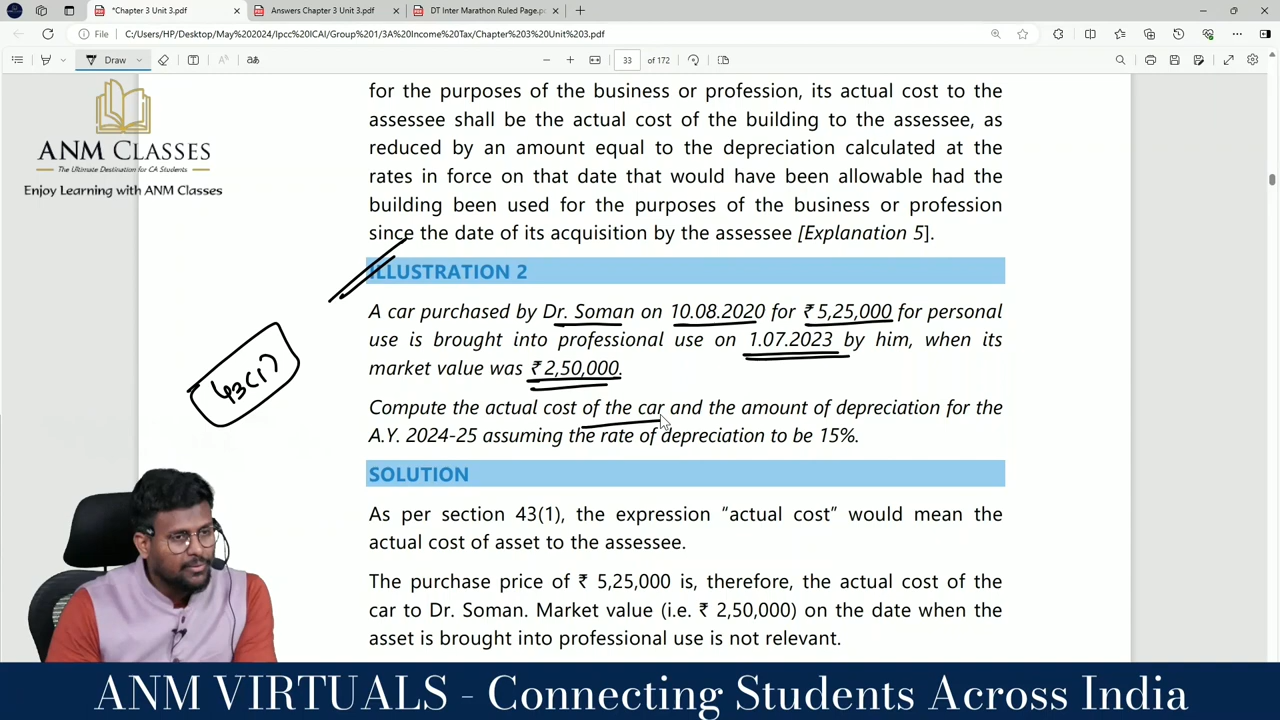 *Chapter 3 Unit 3.pdf
Answers Chapter 3 Unit 3.pdf
DT Inter Marathon Ruled Page.p
File
C:/Users/HP/Desktop/May%202024/Ipcc%20ICAI/Group%201/3A%20Income%20Tax/Chapter%203%20Unit%203.pdf
Draw
33 of 172
ANM CLASSES
The Ultimate Destination for CA Students
Enjoy Learning with ANM Classes
for the purposes of the business or profession, its actual cost to the
assessee shall be the actual cost of the building to the assessee, as
reduced by an amount equal to the depreciation calculated at the
rates in force on that date that would have been allowable had the
building been used for the purposes of the business or profession
since the date of its acquisition by the assessee [Explanation 5].
ILLUSTRATION 2
A car purchased by Dr. Soman on 10.08.2020 for ₹ 5,25,000 for personal
use is brought into professional use on 1.07.2023 by him, when its
market value was ₹ 2,50,000.
43(1)
Compute the actual cost of the car and the amount of depreciation for the
A.Y. 2024-25 assuming the rate of depreciation to be 15%.
SOLUTION
As per section 43(1), the expression “actual cost” would mean the
actual cost of asset to the assessee.
The purchase price of ₹ 5,25,000 is, therefore, the actual cost of the
car to Dr. Soman. Market value (i.e. ₹ 2,50,000) on the date when the
asset is brought into professional use is not relevant.
ANM VIRTUALS - Connecting Students Across India